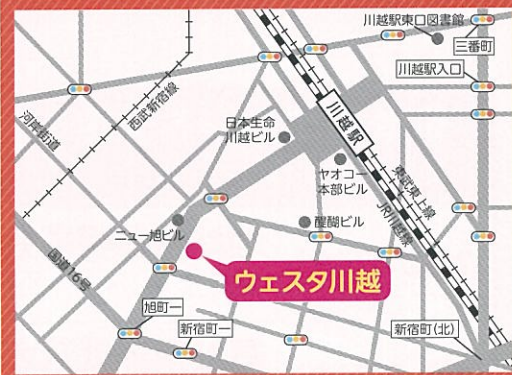 川越駅東口図書館
三番町
川越駅入口
河岸街道
西武新宿線
日本生命
川越ビル
川越駅
ヤオコー
本部ビル
東武東上線
JR川越線
ニュー旭ビル
醍醐ビル
国道16号
ウェスタ川越
旭町一
新宿町一
新宿町(北)